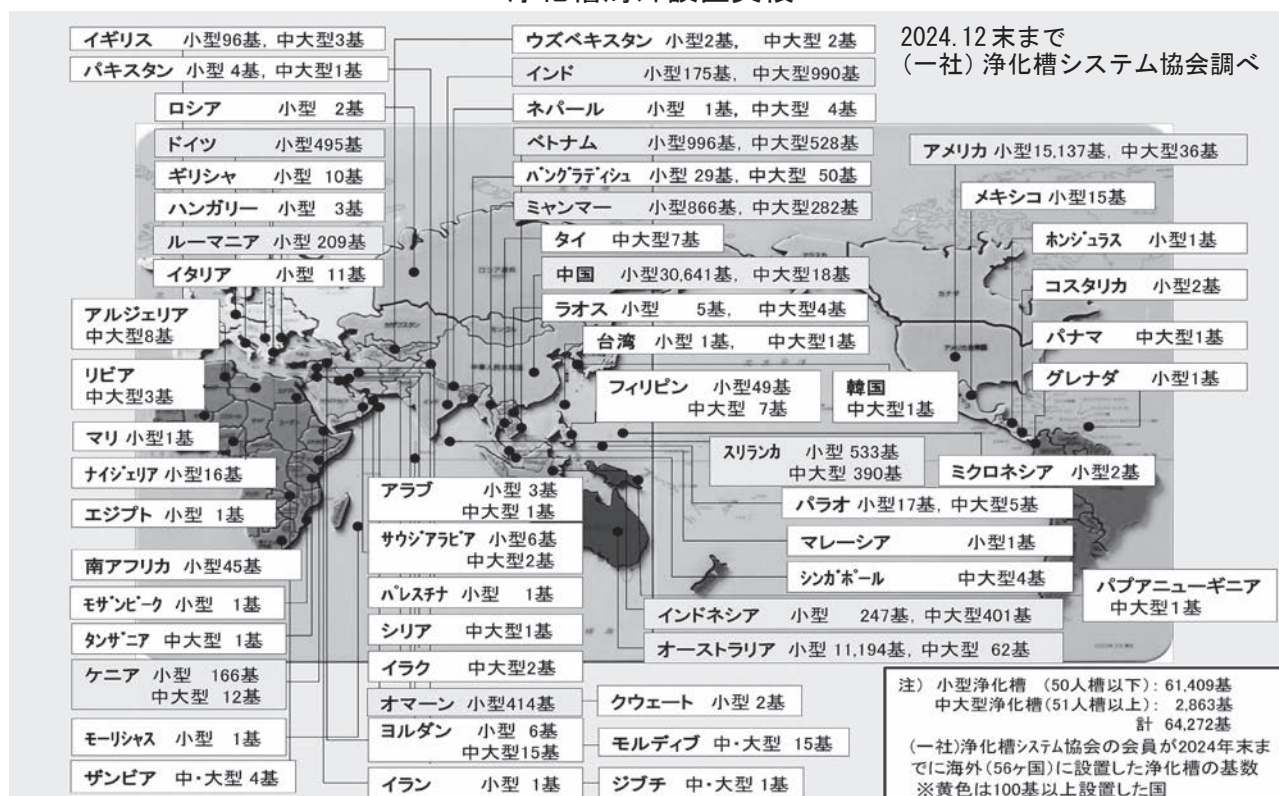 2024.12末まで
(一社)浄化槽システム協会調べ
イギリス 小型96基, 中大型3基
パキスタン 小型 4基, 中大型1基
ロシア 小型 2基
ドイツ 小型495基
ギリシャ 小型 10基
ハンガリー 小型 3基
ルーマニア 小型 209基
イタリア 小型 11基
アルジェリア
中大型8基
リビア
中大型3基
マリ 小型1基
ナイジェリア 小型16基
エジプト 小型 1基
南アフリカ 小型45基
モザンビーク 小型 1基
タンザニア 中大型 1基
ケニア 小型 166基
中大型 12基
モーリシャス 小型 1基
ザンビア 中・大型 4基
ウズベキスタン 小型2基, 中大型 2基
インド 小型175基, 中大型990基
ネパール 小型 1基, 中大型 4基
ベトナム 小型996基, 中大型528基
バングラディシュ 小型 29基, 中大型 50基
ミャンマー 小型866基, 中大型282基
タイ 中大型7基
中国 小型30,641基, 中大型18基
ラオス 小型 5基, 中大型4基
台湾 小型 1基, 中大型1基
フィリピン 小型49基
中大型 7基
韓国
中大型1基
スリランカ 小型 533基
中大型 390基
アメリカ 小型15,137基, 中大型36基
メキシコ 小型15基
ホンジュラス 小型1基
コスタリカ 小型2基
パナマ 中大型1基
グレナダ 小型1基
ミクロネシア 小型2基
パラオ 小型17基, 中大型5基
マレーシア 小型1基
シンガポール 中大型4基
パプアニューギニア
中大型1基
インドネシア 小型 247基, 中大型401基
オーストラリア 小型 11,194基, 中大型 62基
アラブ 小型 3基
中大型 1基
サウジアラビア 小型6基
中大型2基
パレスチナ 小型 1基
シリア 中大型1基
イラク 中大型2基
オマーン 小型414基
ヨルダン 小型 6基
中大型15基
イラン 小型 1基
クウェート 小型 2基
モルディブ 中・大型 15基
ジブチ 中・大型 1基
カザフスタン
モンゴル
中華人民共和国
カナダ
アメリカ合衆国
注) 小型浄化槽 (50人槽以下): 61,409基
中大型浄化槽(51人槽以上): 2,863基
計 64,272基
(一社)浄化槽システム協会の会員が2024年末ま
でに海外(56ヶ国)に設置した浄化槽の基数
※黄色は100基以上設置した国